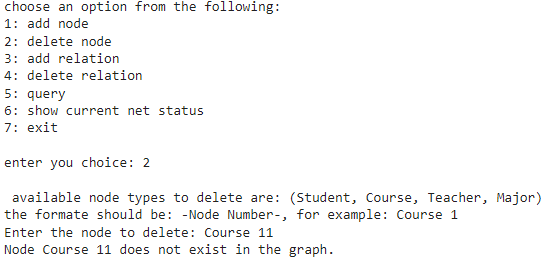 choose an option from the following:
1: add node
2: delete node
3: add relation
4: delete relation
5: query
6: show current net status
7: exit
enter you choice: 2
available node types to delete are: (Student, Course, Teacher, Major)
the formate should be: -Node Number-, for example: Course 1
Enter the node to delete: Course 11
Node Course 11 does not exist in the graph.